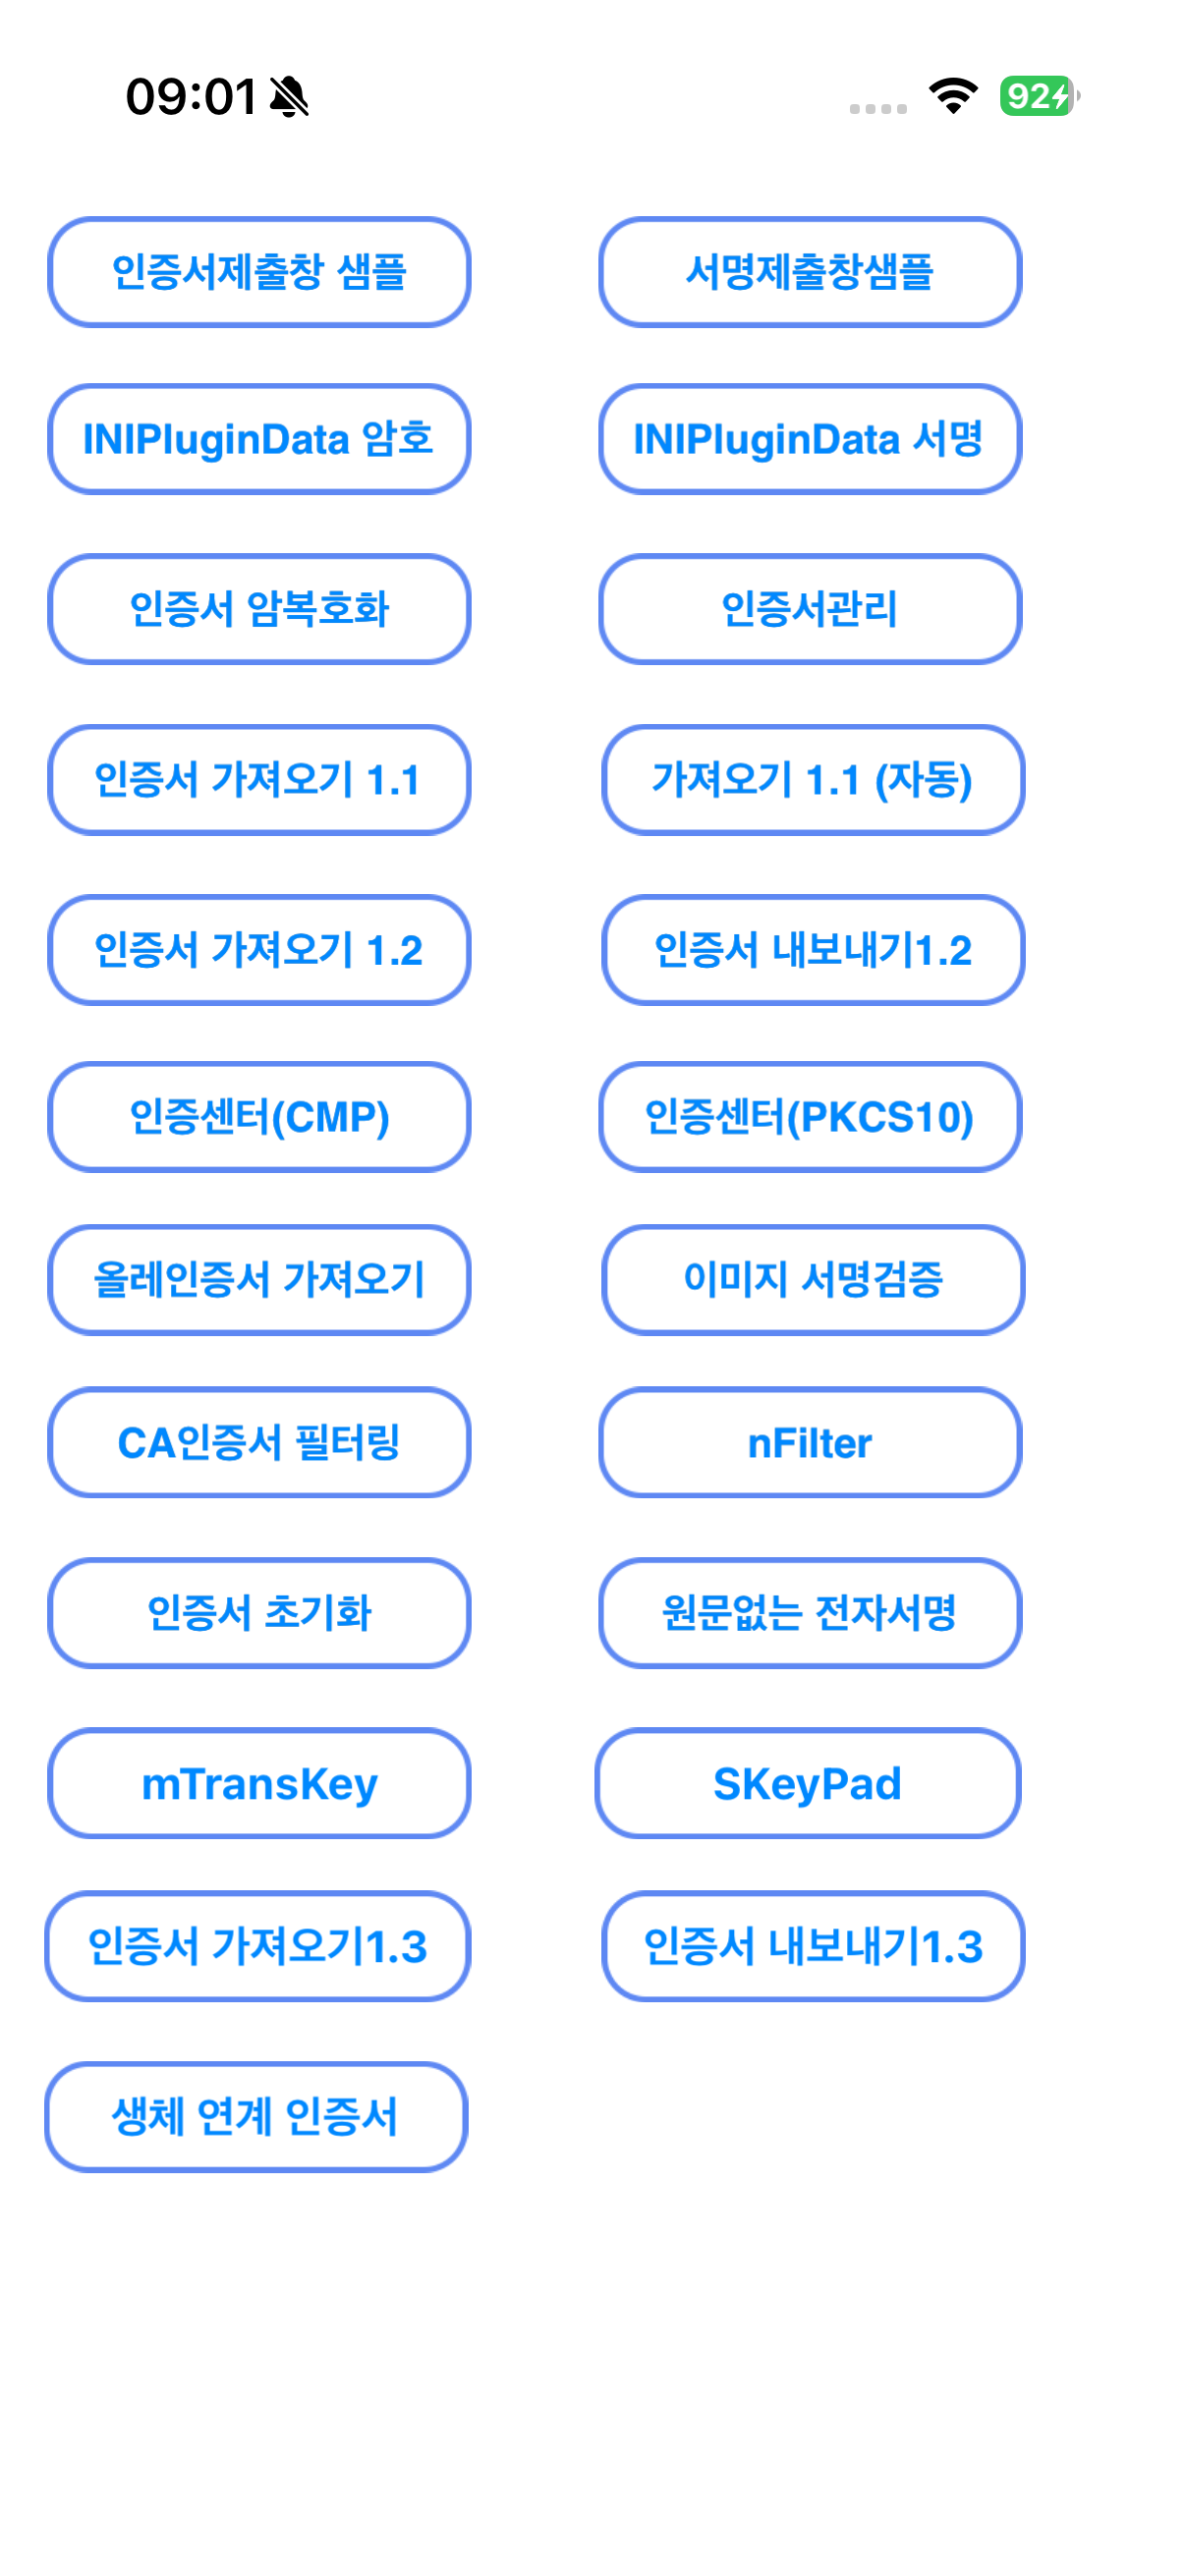 09:01
92
인증서제출창 샘플
서명제출창샘플
INIPluginData 암호
INIPluginData 서명
인증서 암복호화
인증서관리
인증서 가져오기 1.1
가져오기 1.1 (자동)
인증서 가져오기 1.2
인증서 내보내기1.2
인증센터(CMP)
인증센터(PKCS10)
올레인증서 가져오기
이미지 서명검증
CA인증서 필터링
nFilter
인증서 초기화
원문없는 전자서명
mTransKey
SKeyPad
인증서 가져오기1.3
인증서 내보내기1.3
생체 연계 인증서